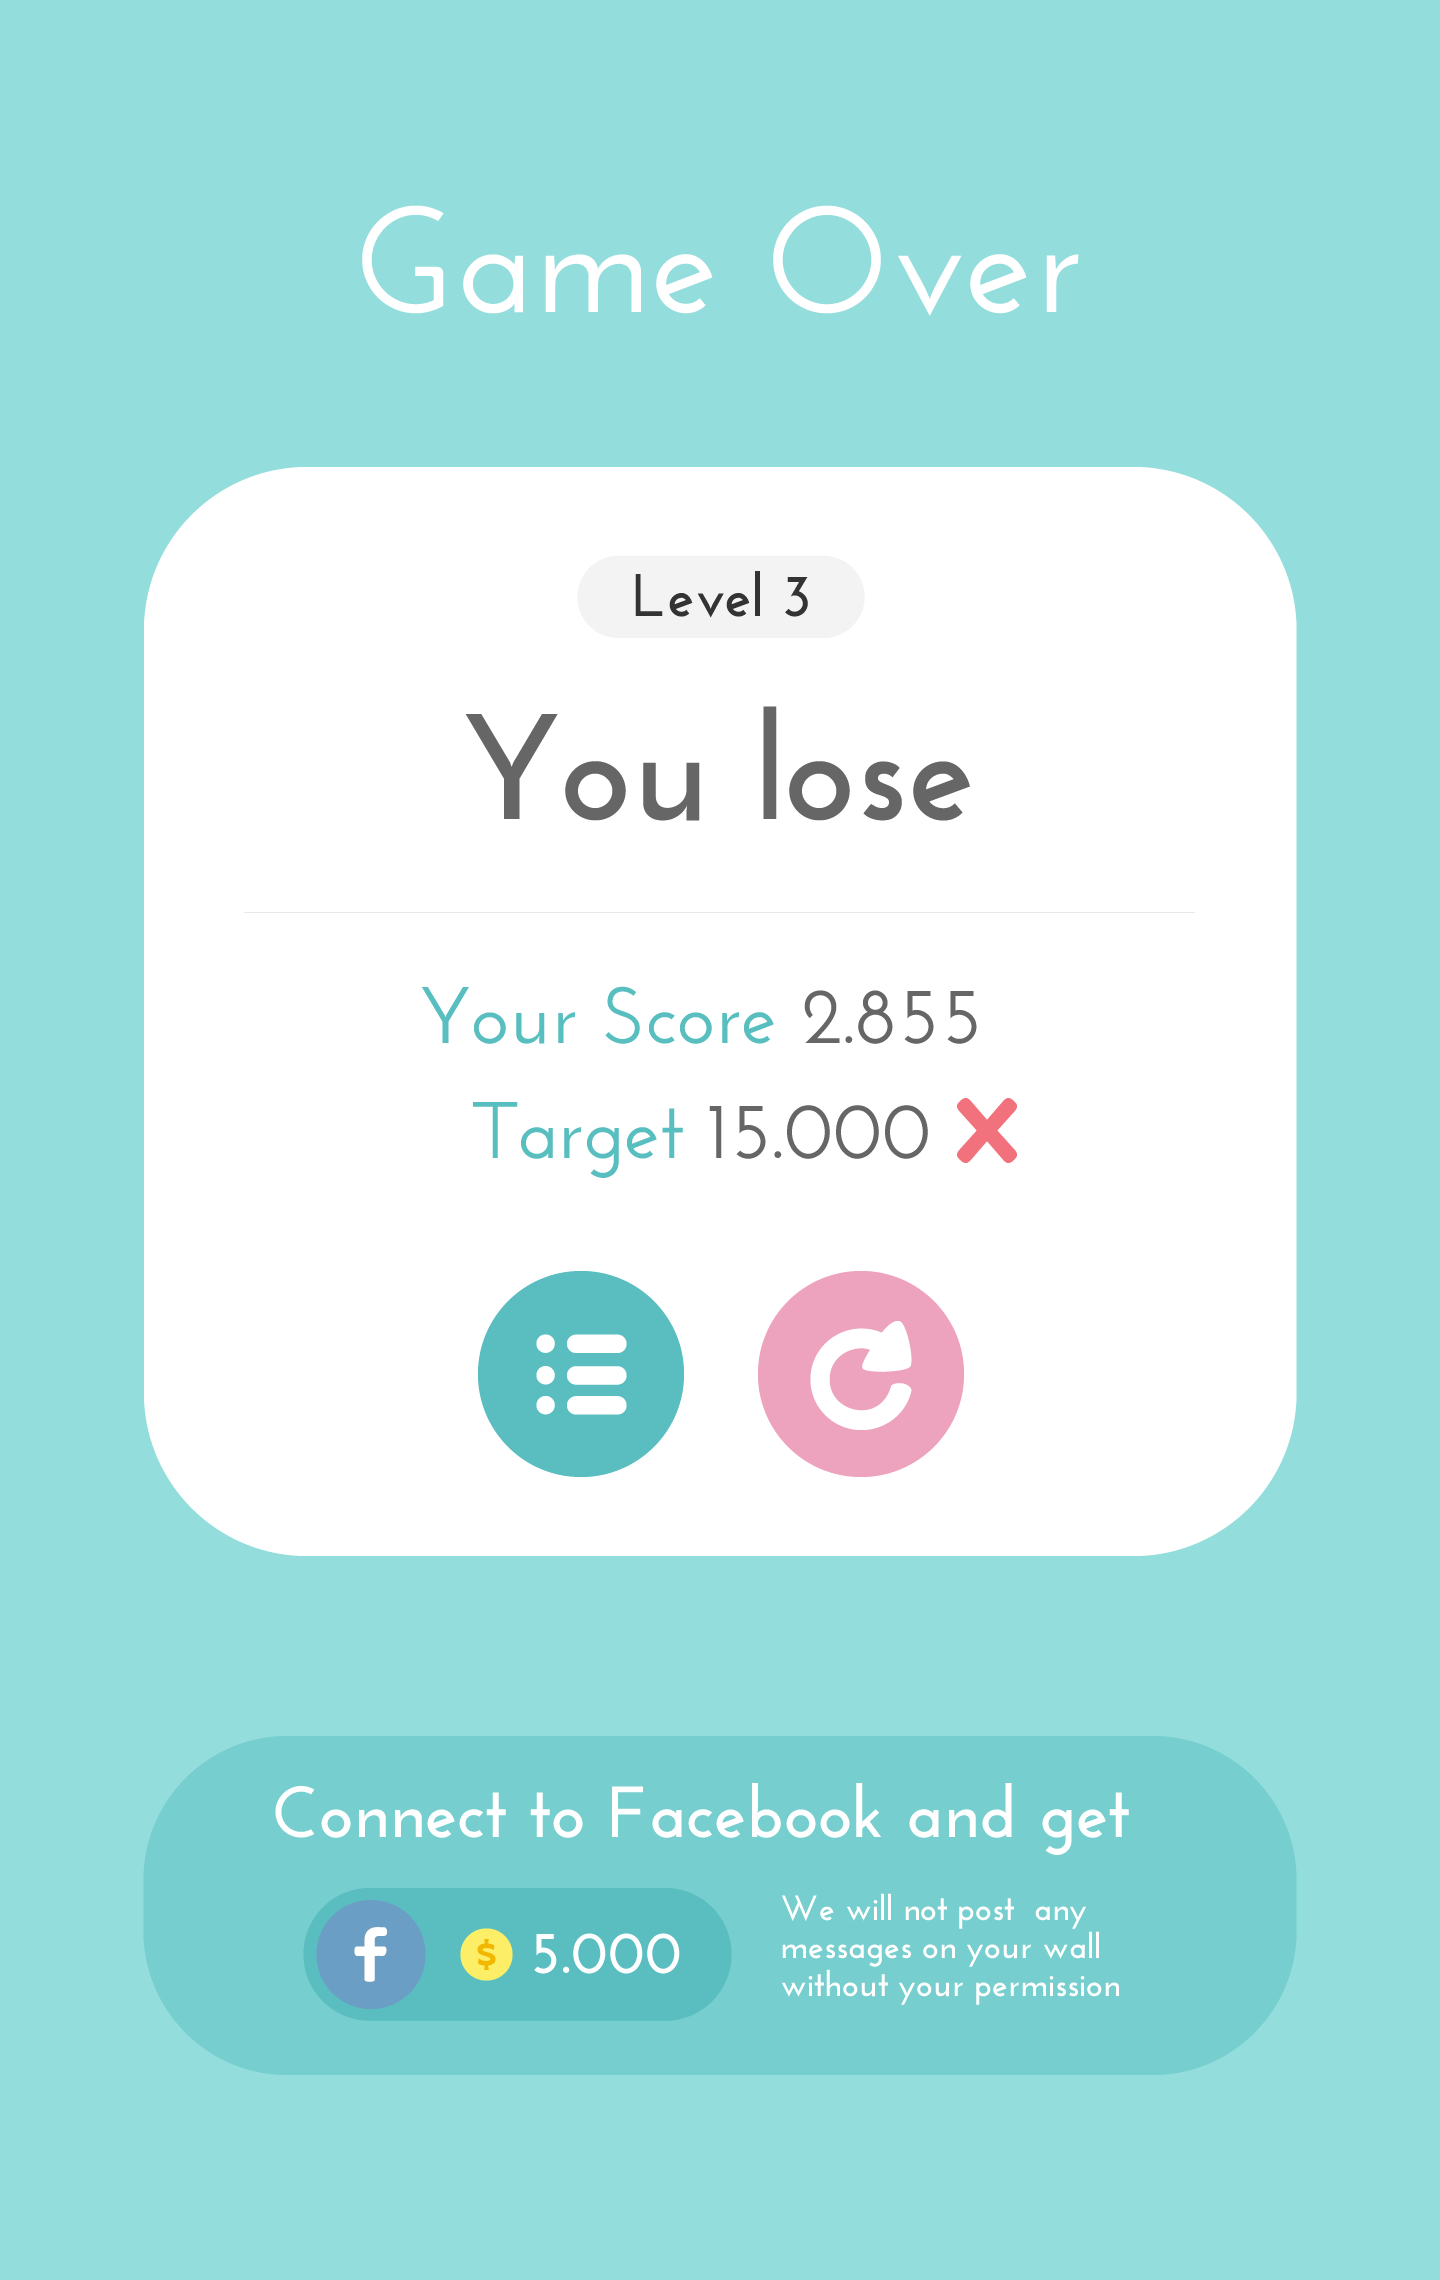 Game Over
Level 3
You lose
Your Score 2.855
Target 15.000
Connect to Facebook and get
f $ 5.000
We will not post any
messages on your wall
without your permission